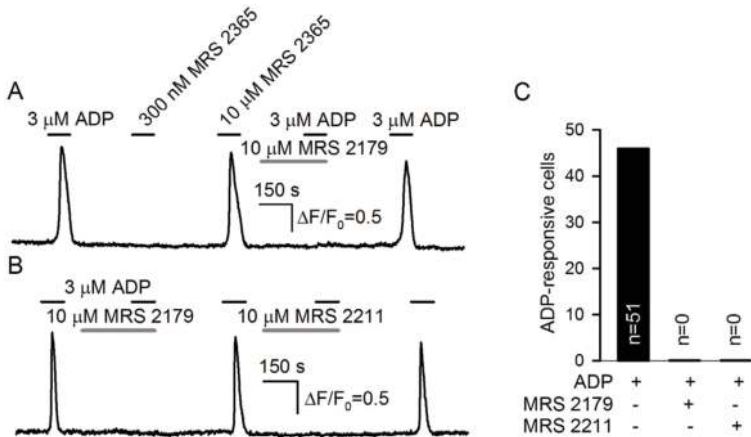 A
3 μM ADP
300 nM MRS 2365
10 μM MRS 2365
3 μM ADP
3 μM ADP
10 μM MRS 2179
150 s
ΔF/F0=0.5
B
3 μM ADP
10 μM MRS 2179
10 μM MRS 2211
150 s
ΔF/F0=0.5
C
ADP-responsive cells
50
40
30
20
10
0
n=51
n=0
n=0
ADP + + +
MRS 2179 - + -
MRS 2211 - - +